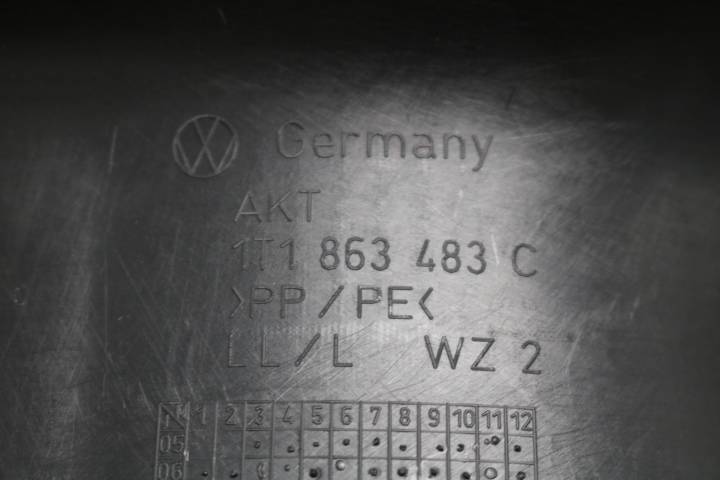 VW Germany
AKT
1T1 863 483 C
>PP/PE<
LL/L WZ 2
1 2 3 4 5 6 7 8 9 10 11 12
05
06